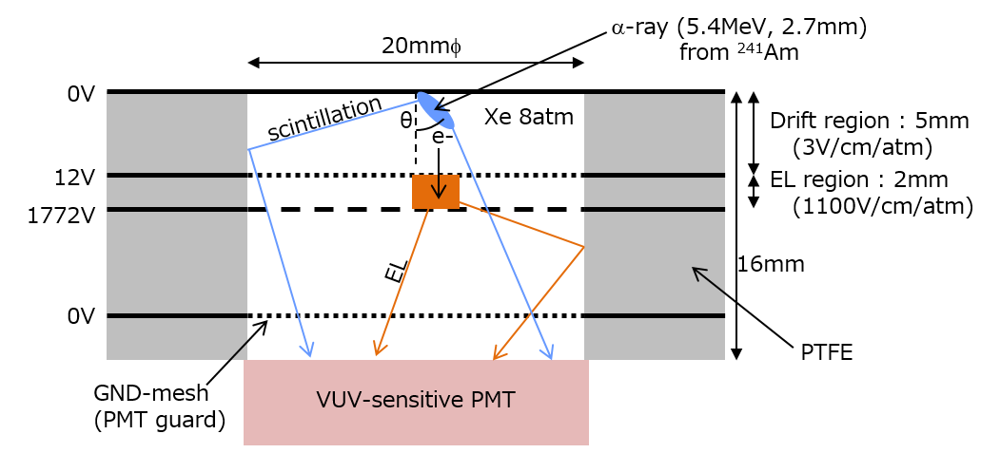 α-ray (5.4MeV, 2.7mm)
from ²⁴¹Am
20mmϕ
0V
scintillation
θ
Xe 8atm
e-
Drift region : 5mm
(3V/cm/atm)
12V
EL region : 2mm
(1100V/cm/atm)
1772V
EL
16mm
0V
PTFE
GND-mesh
(PMT guard)
VUV-sensitive PMT